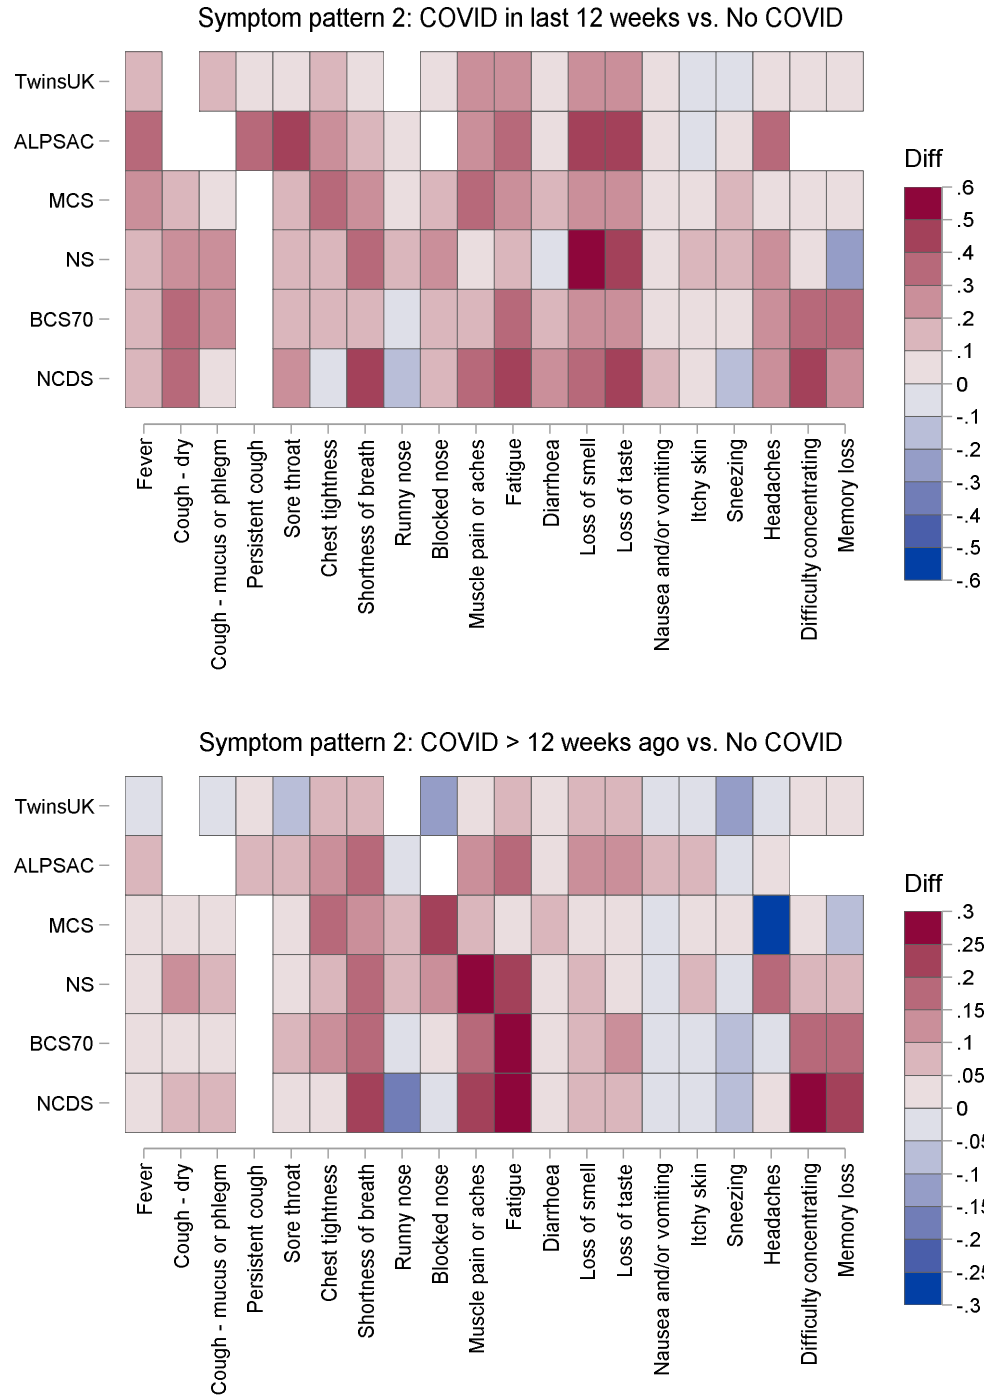 Symptom pattern 2: COVID in last 12 weeks vs. No COVID
TwinsUK
ALPSAC
MCS
NS
BCS70
NCDS
Fever
Cough - dry
Cough - mucus or phlegm
Persistent cough
Sore throat
Chest tightness
Shortness of breath
Runny nose
Blocked nose
Muscle pain or aches
Fatigue
Diarrhoea
Loss of smell
Loss of taste
Nausea and/or vomiting
Itchy skin
Sneezing
Headaches
Difficulty concentrating
Memory loss
Diff
.6
.5
.4
.3
.2
.1
0
-.1
-.2
-.3
-.4
-.5
-.6
Symptom pattern 2: COVID > 12 weeks ago vs. No COVID
TwinsUK
ALPSAC
MCS
NS
BCS70
NCDS
Fever
Cough - dry
Cough - mucus or phlegm
Persistent cough
Sore throat
Chest tightness
Shortness of breath
Runny nose
Blocked nose
Muscle pain or aches
Fatigue
Diarrhoea
Loss of smell
Loss of taste
Nausea and/or vomiting
Itchy skin
Sneezing
Headaches
Difficulty concentrating
Memory loss
Diff
.3
.25
.2
.15
.1
.05
0
-.05
-.1
-.15
-.2
-.25
-.3